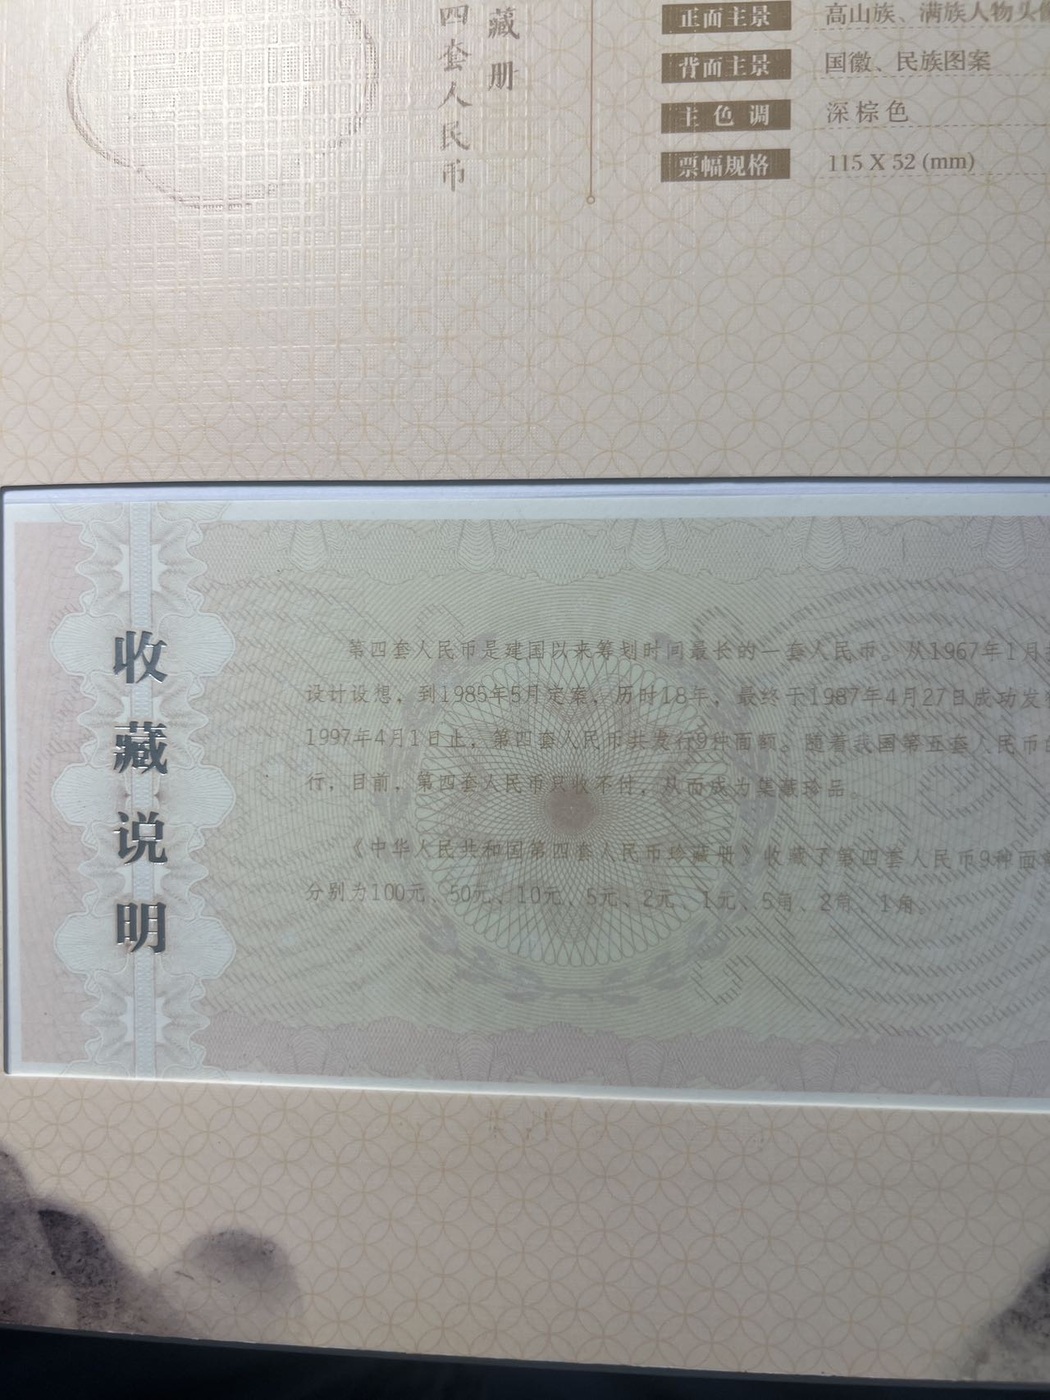 藏册
四套人民币
正面主景 高山族、满族人物头
背面主景 国徽、民族图案
主色调 深棕色
票幅规格 115 X 52 (mm)
收藏说明
第四套人民币是建国以来筹划时间最长的一套人民币。从1967年1月
设计设想，到1985年5月定案，历时18年，最终于1987年4月27日成功发
1997年4月1日止，第四套人民币共发行9种面额。随着我国第五套人民币
行，目前，第四套人民币只收不付，从而成为集藏珍品
《中华人民共和国第四套人民币珍藏册》收藏了第四套人民币9种面
分别为100元、50元、10元、5元、2元、1元、5角、2角、1角。